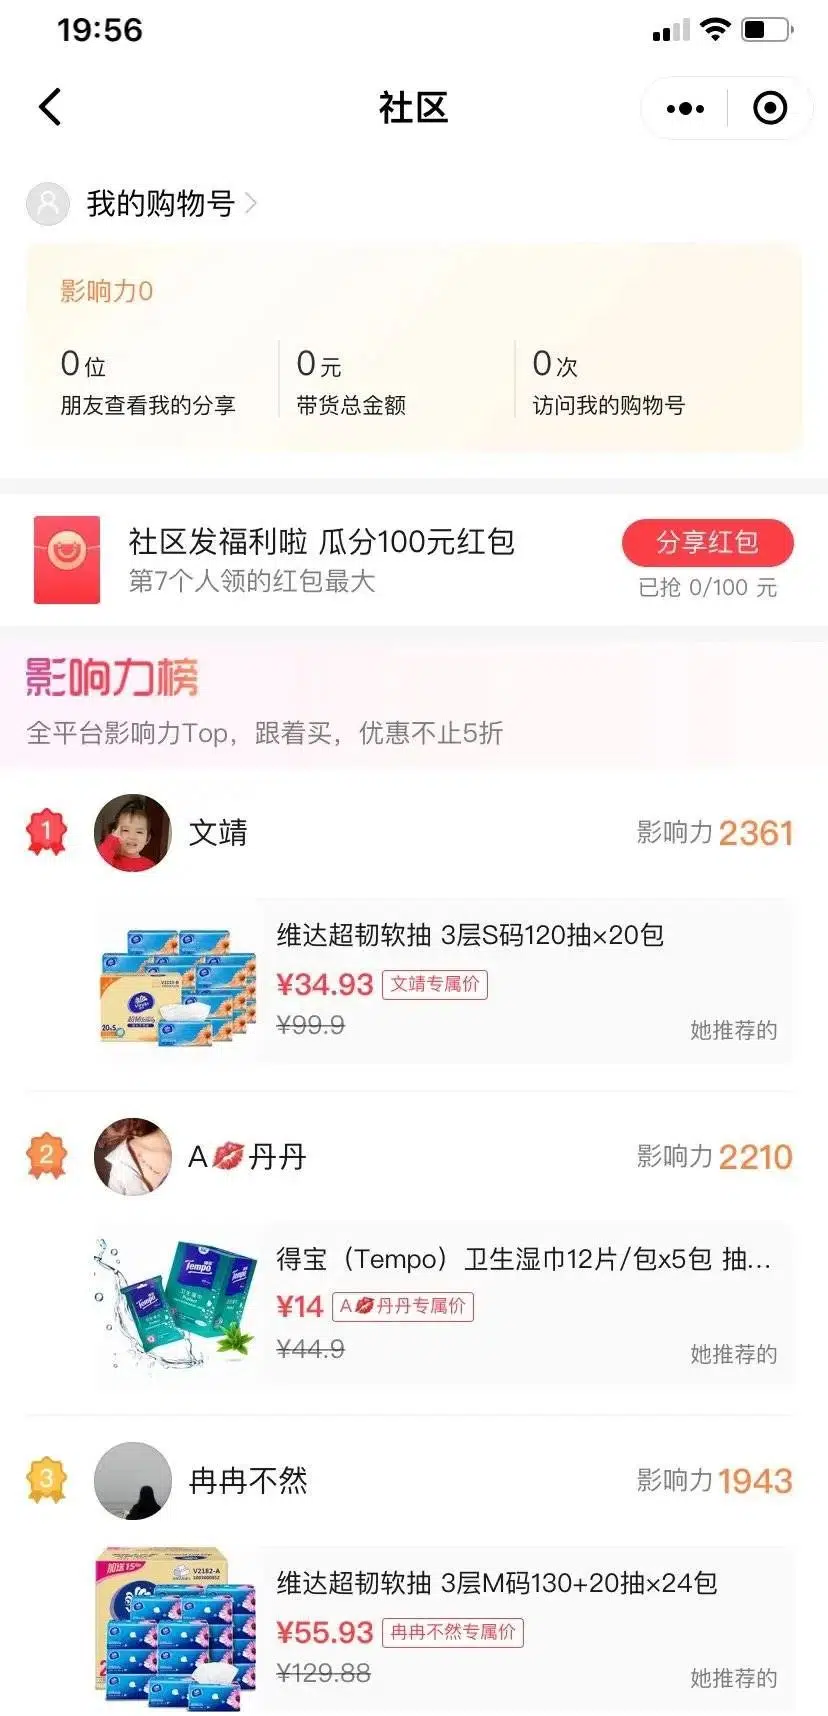 19:56
社区
我的购物号
影响力0
0位
0元
0次
朋友查看我的分享
带货总金额
访问我的购物号
社区发福利啦 瓜分100元红包
分享红包
第7个人领的红包最大
已抢 0/100 元
影响力榜
全平台影响力Top，跟着买，优惠不止5折
1
文靖
影响力 2361
维达超韧软抽 3层S码120抽×20包
¥34.93 文靖专属价
¥99.9
她推荐的
2
A💋丹丹
影响力 2210
Tempo
得宝（Tempo）卫生湿巾12片/包x5包 抽...
¥14 A💋丹丹专属价
¥44.9
她推荐的
3
冉冉不然
影响力 1943
V2182-A
维达超韧软抽 3层M码130+20抽×24包
¥55.93 冉冉不然专属价
¥129.88
她推荐的